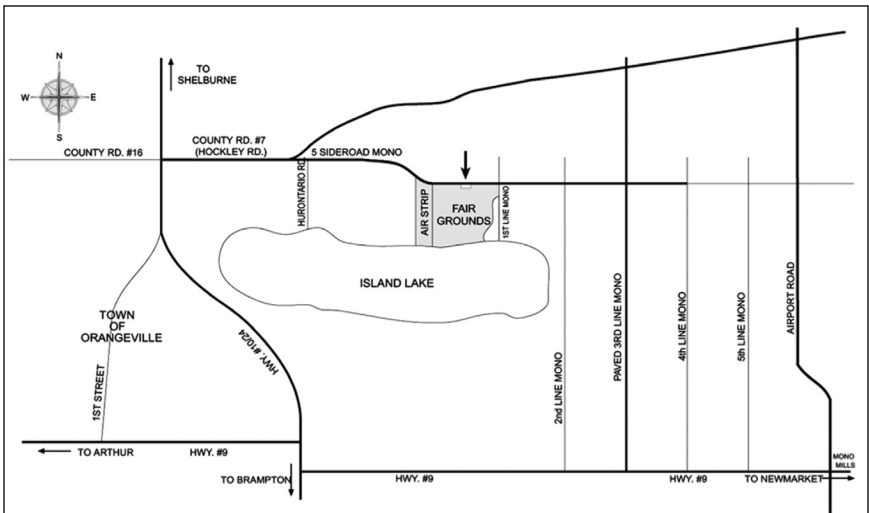 N
TO
SHELBURNE
W
E
S
COUNTY RD. #7
(HOCKLEY RD.)
COUNTY RD. #16
5 SIDEROAD MONO
HURONTARIO RD.
AIR STRIP
FAIR
GROUNDS
1ST LINE MONO
ISLAND LAKE
TOWN
OF
ORANGEVILLE
HWY. #10/24
1ST STREET
2nd LINE MONO
PAVED 3RD LINE MONO
4th LINE MONO
5th LINE MONO
AIRPORT ROAD
TO ARTHUR
HWY. #9
MONO
MILLS
TO BRAMPTON
HWY. #9
HWY. #9
TO NEWMARKET